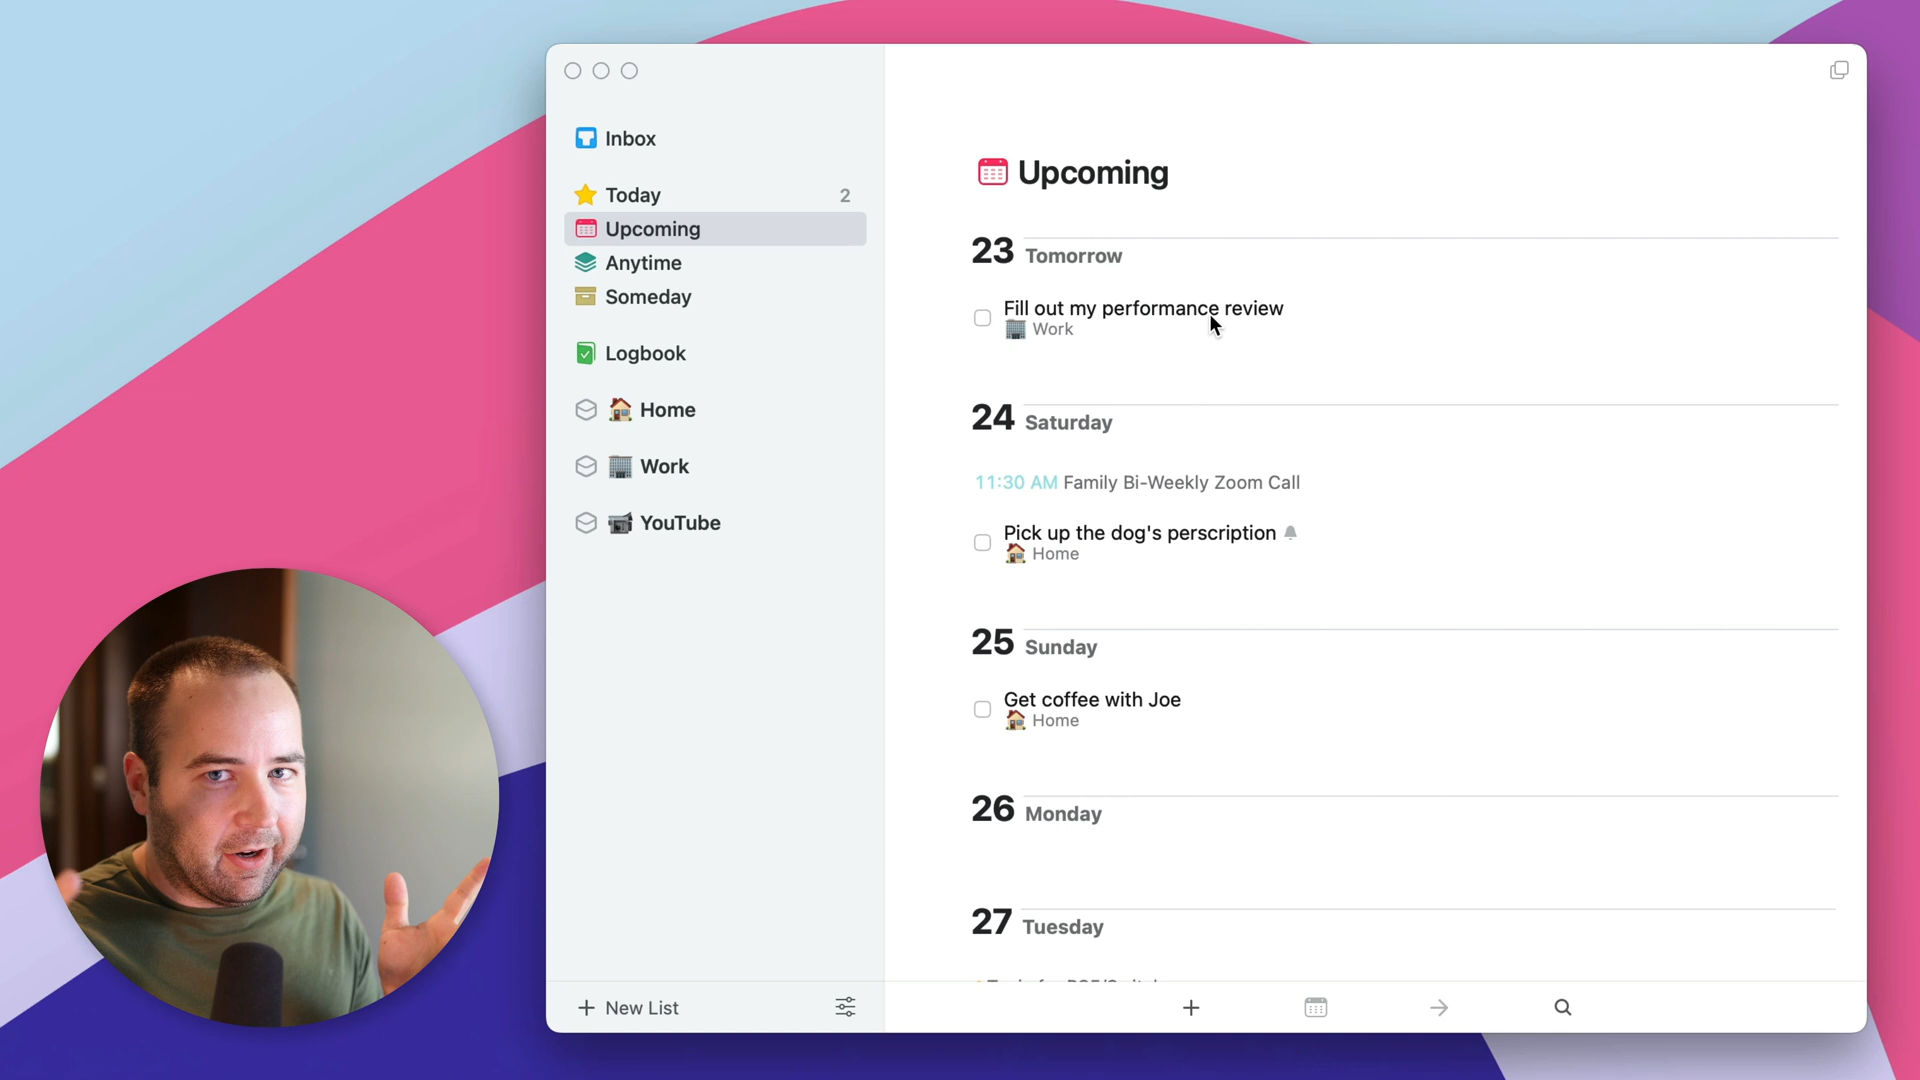 Inbox
Today 2
Upcoming
Anytime
Someday
Logbook
Home
Work
YouTube
New List
Upcoming
23 Tomorrow
Fill out my performance review
Work
24 Saturday
11:30 AM Family Bi-Weekly Zoom Call
Pick up the dog's perscription
Home
25 Sunday
Get coffee with Joe
Home
26 Monday
27 Tuesday